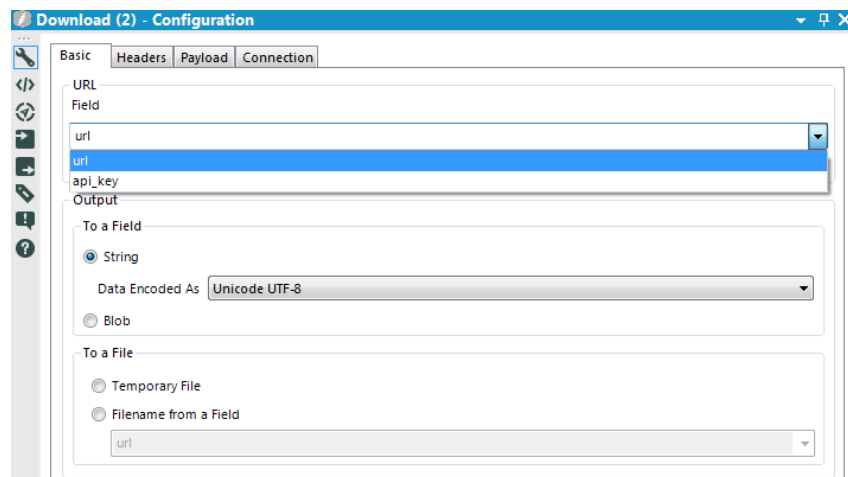 Download (2) - Configuration
Basic Headers Payload Connection
URL
Field
url
url
api_key
Output
To a Field
String
Data Encoded As Unicode UTF-8
Blob
To a File
Temporary File
Filename from a Field
url